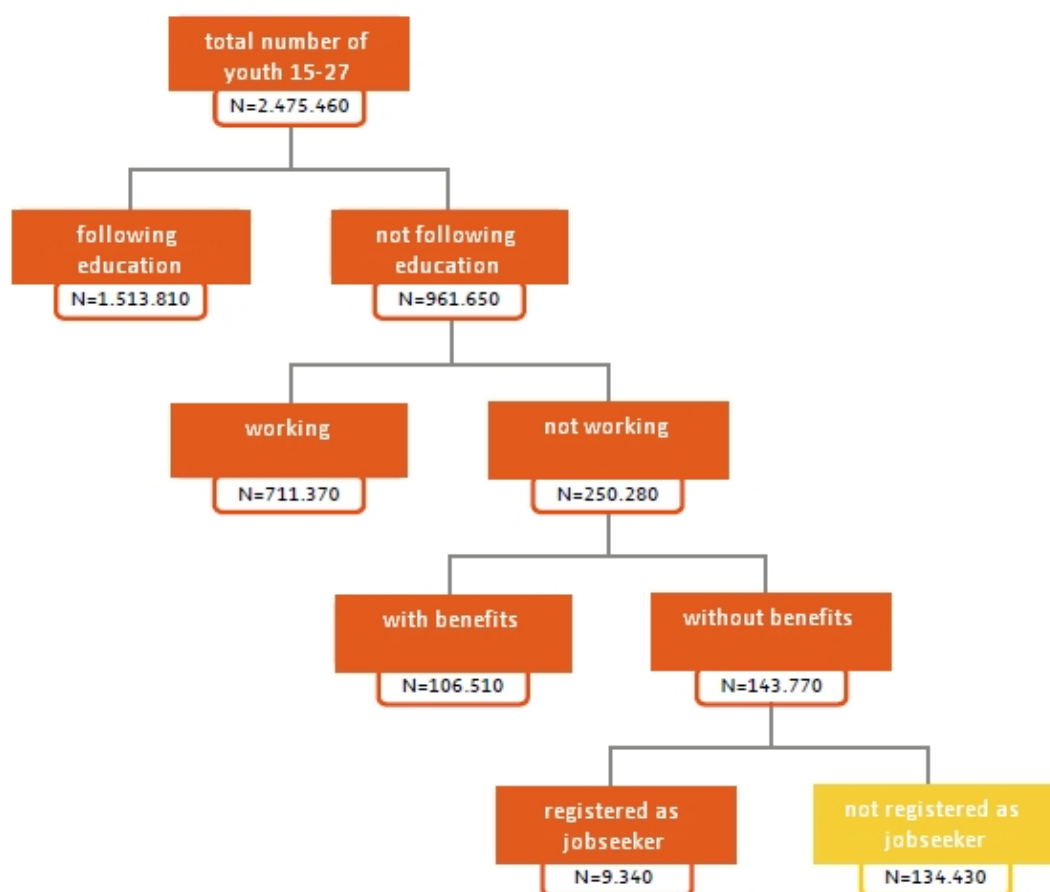 total number of
youth 15-27
N=2.475.460
following
education
N=1.513.810
not following
education
N=961.650
working
N=711.370
not working
N=250.280
with benefits
N=106.510
without benefits
N=143.770
registered as
jobseeker
N=9.340
not registered as
jobseeker
N=134.430